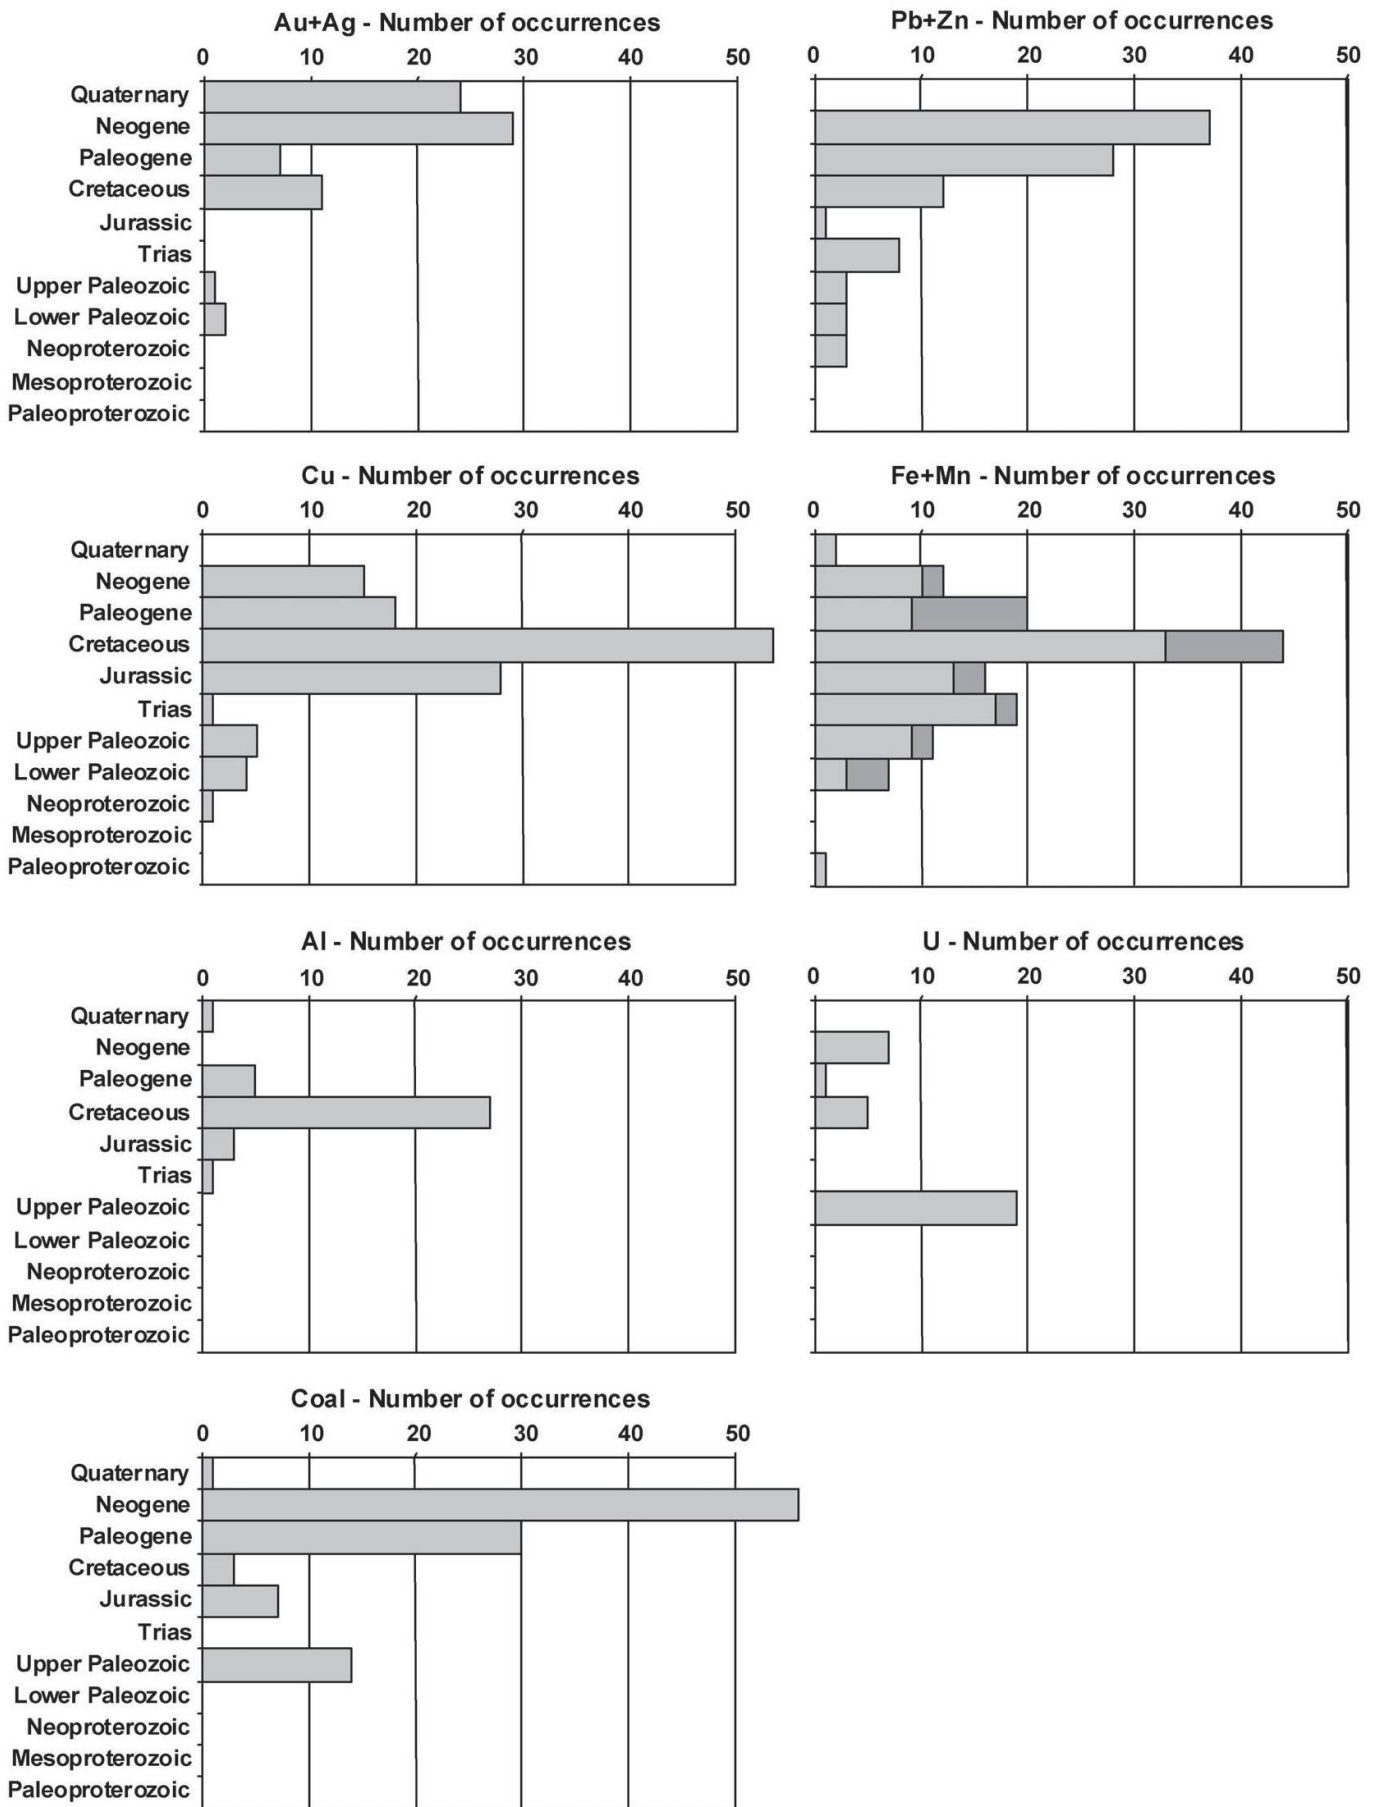 Au+Ag - Number of occurrences
0 10 20 30 40 50
Quaternary
Neogene
Paleogene
Cretaceous
Jurassic
Trias
Upper Paleozoic
Lower Paleozoic
Neoproterozoic
Mesoproterozoic
Paleoproterozoic
Pb+Zn - Number of occurrences
0 10 20 30 40 50
Cu - Number of occurrences
0 10 20 30 40 50
Quaternary
Neogene
Paleogene
Cretaceous
Jurassic
Trias
Upper Paleozoic
Lower Paleozoic
Neoproterozoic
Mesoproterozoic
Paleoproterozoic
Fe+Mn - Number of occurrences
0 10 20 30 40 50
Al - Number of occurrences
0 10 20 30 40 50
Quaternary
Neogene
Paleogene
Cretaceous
Jurassic
Trias
Upper Paleozoic
Lower Paleozoic
Neoproterozoic
Mesoproterozoic
Paleoproterozoic
U - Number of occurrences
0 10 20 30 40 50
Coal - Number of occurrences
0 10 20 30 40 50
Quaternary
Neogene
Paleogene
Cretaceous
Jurassic
Trias
Upper Paleozoic
Lower Paleozoic
Neoproterozoic
Mesoproterozoic
Paleoproterozoic